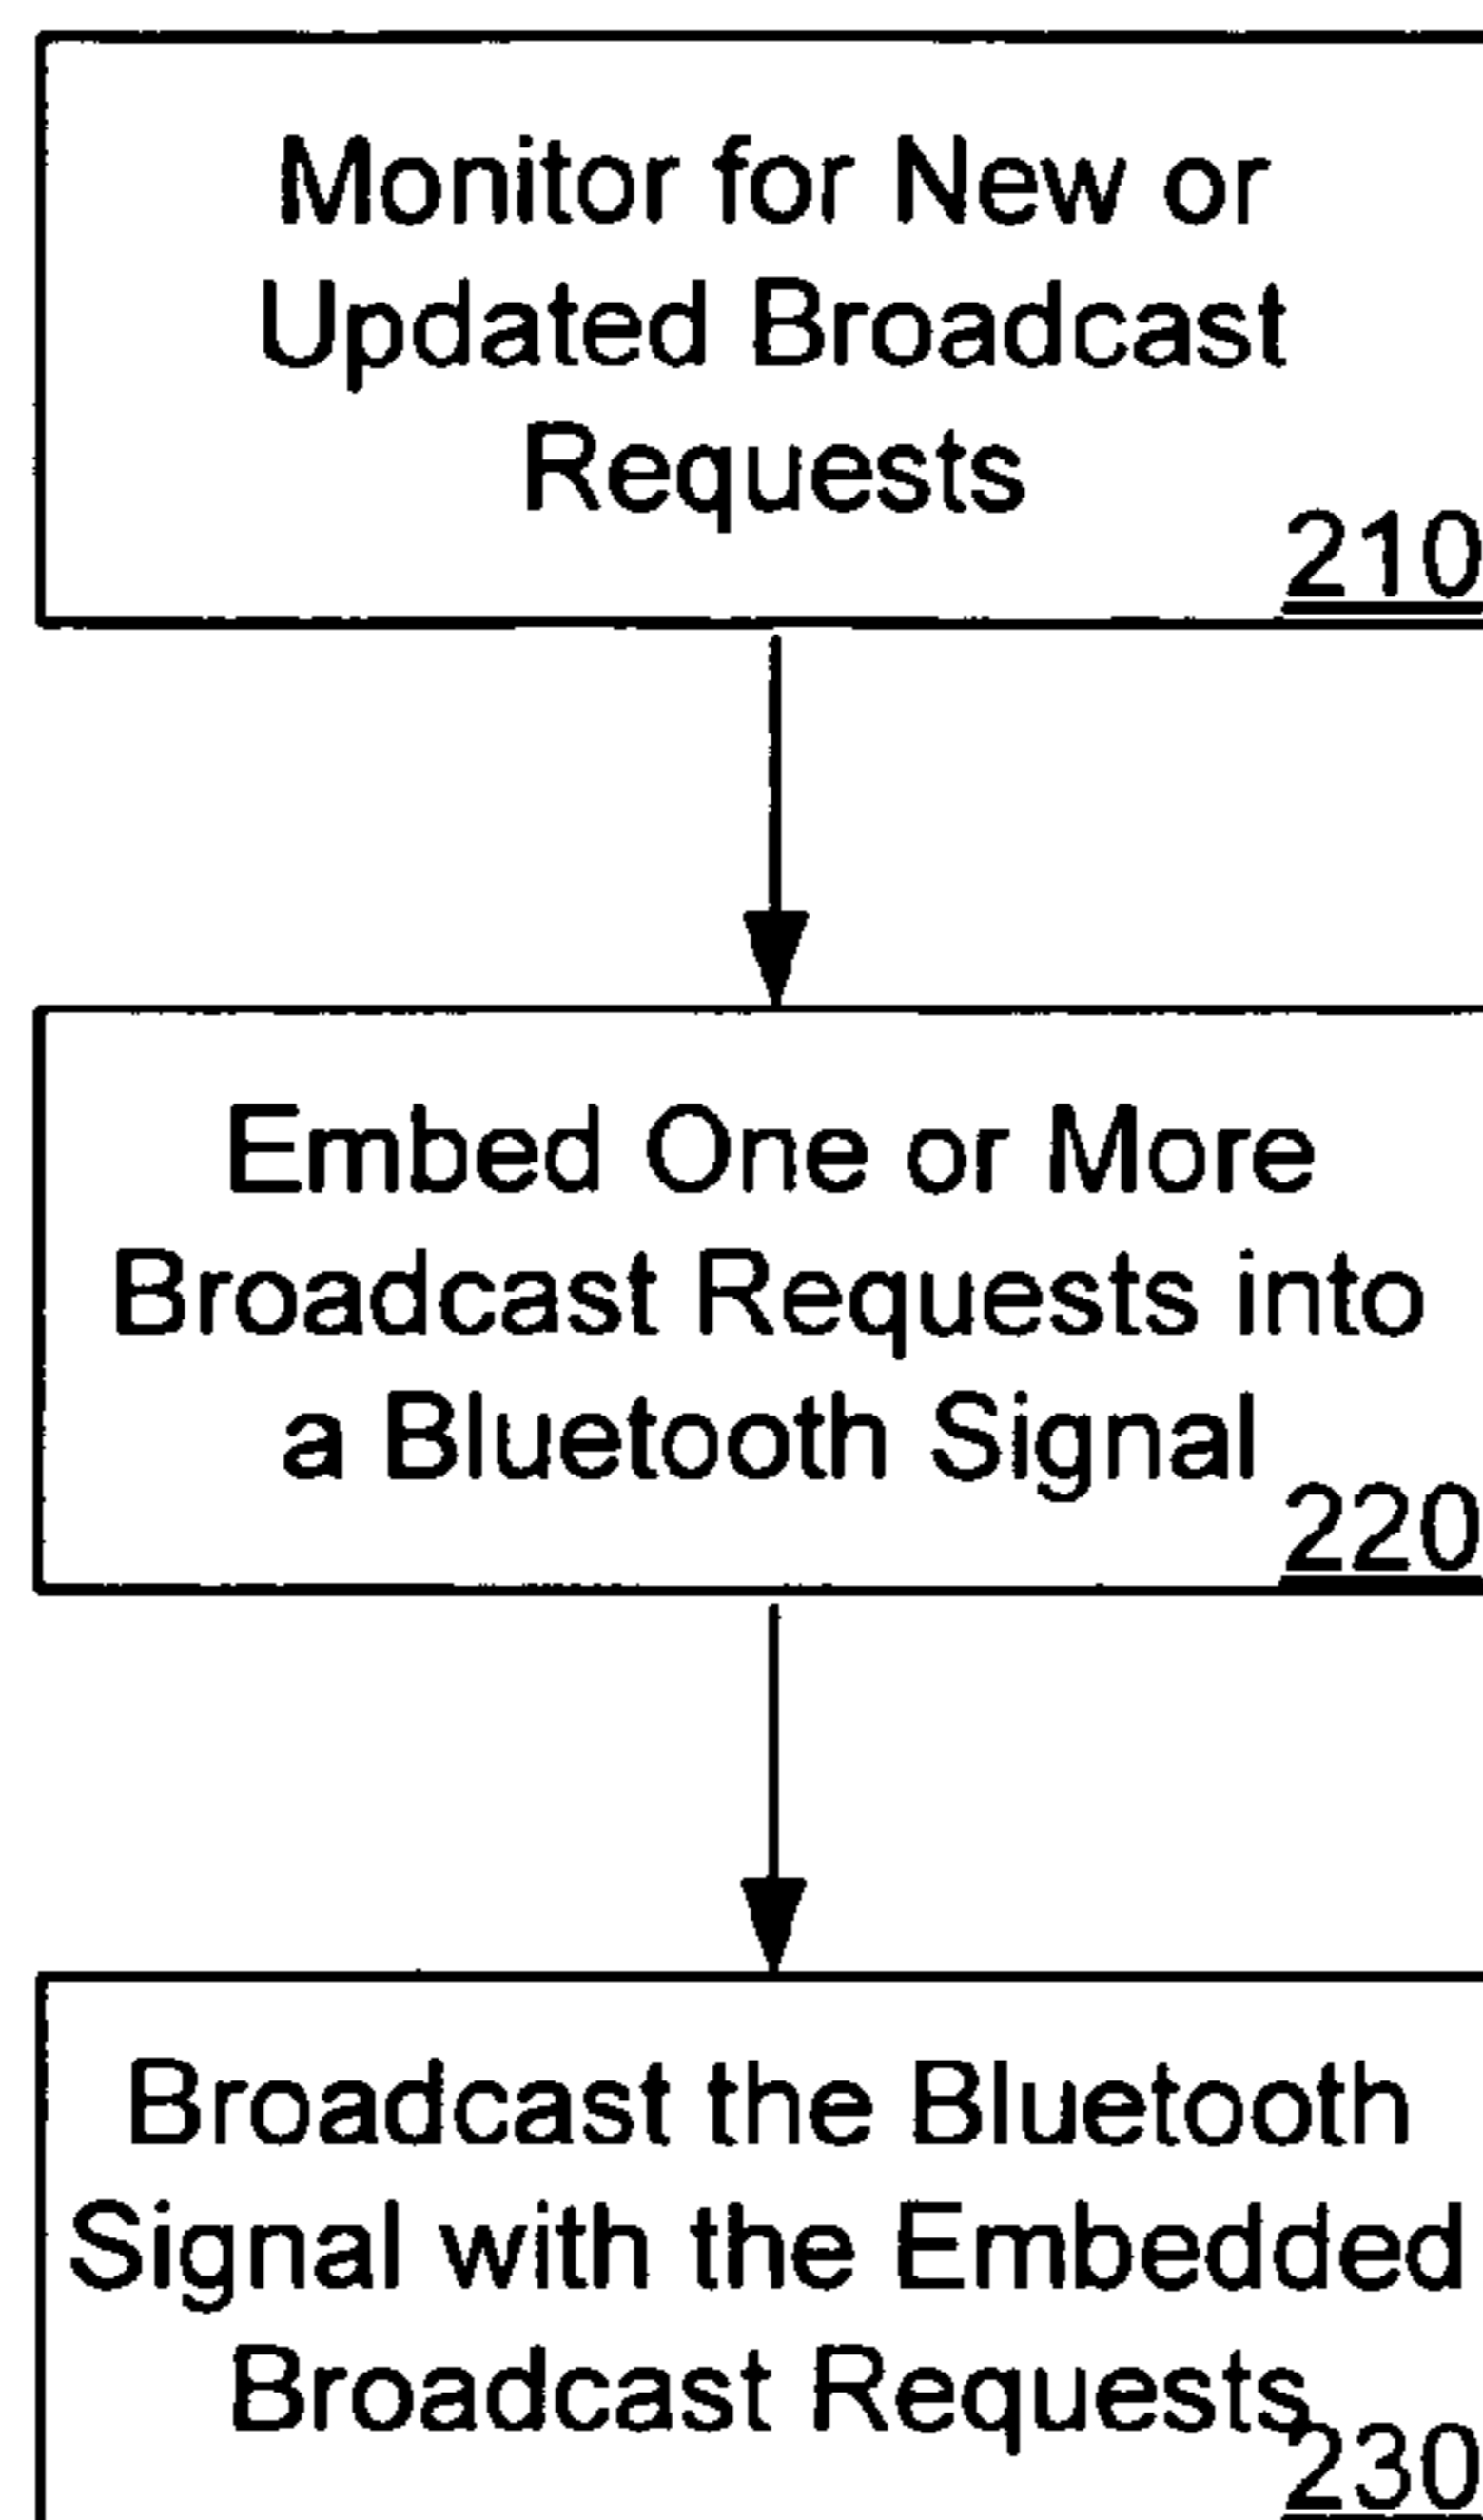 Monitor for New or
Updated Broadcast
Requests
210
Embed One or More
Broadcast Requests into
a Bluetooth Signal
220
Broadcast the Bluetooth
Signal with the Embedded
Broadcast Requests
230